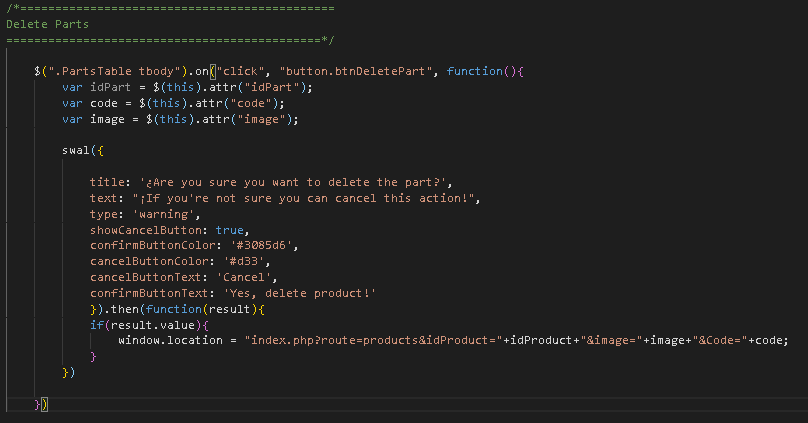 /*=============================================
Delete Parts
=============================================*/
$(".PartsTable tbody").on("click", "button.btnDeletePart", function(){
var idPart = $(this).attr("idPart");
var code = $(this).attr("code");
var image = $(this).attr("image");
swal({
title: '¿Are you sure you want to delete the part?',
text: "¡If you're not sure you can cancel this action!",
type: 'warning',
showCancelButton: true,
confirmButtonColor: '#3085d6',
cancelButtonColor: '#d33',
cancelButtonText: 'Cancel',
confirmButtonText: 'Yes, delete product!'
}).then(function(result){
if(result.value){
window.location = "index.php?route=products&idProduct="+idProduct+"&image="+image+"&Code="+code;
}
})
})